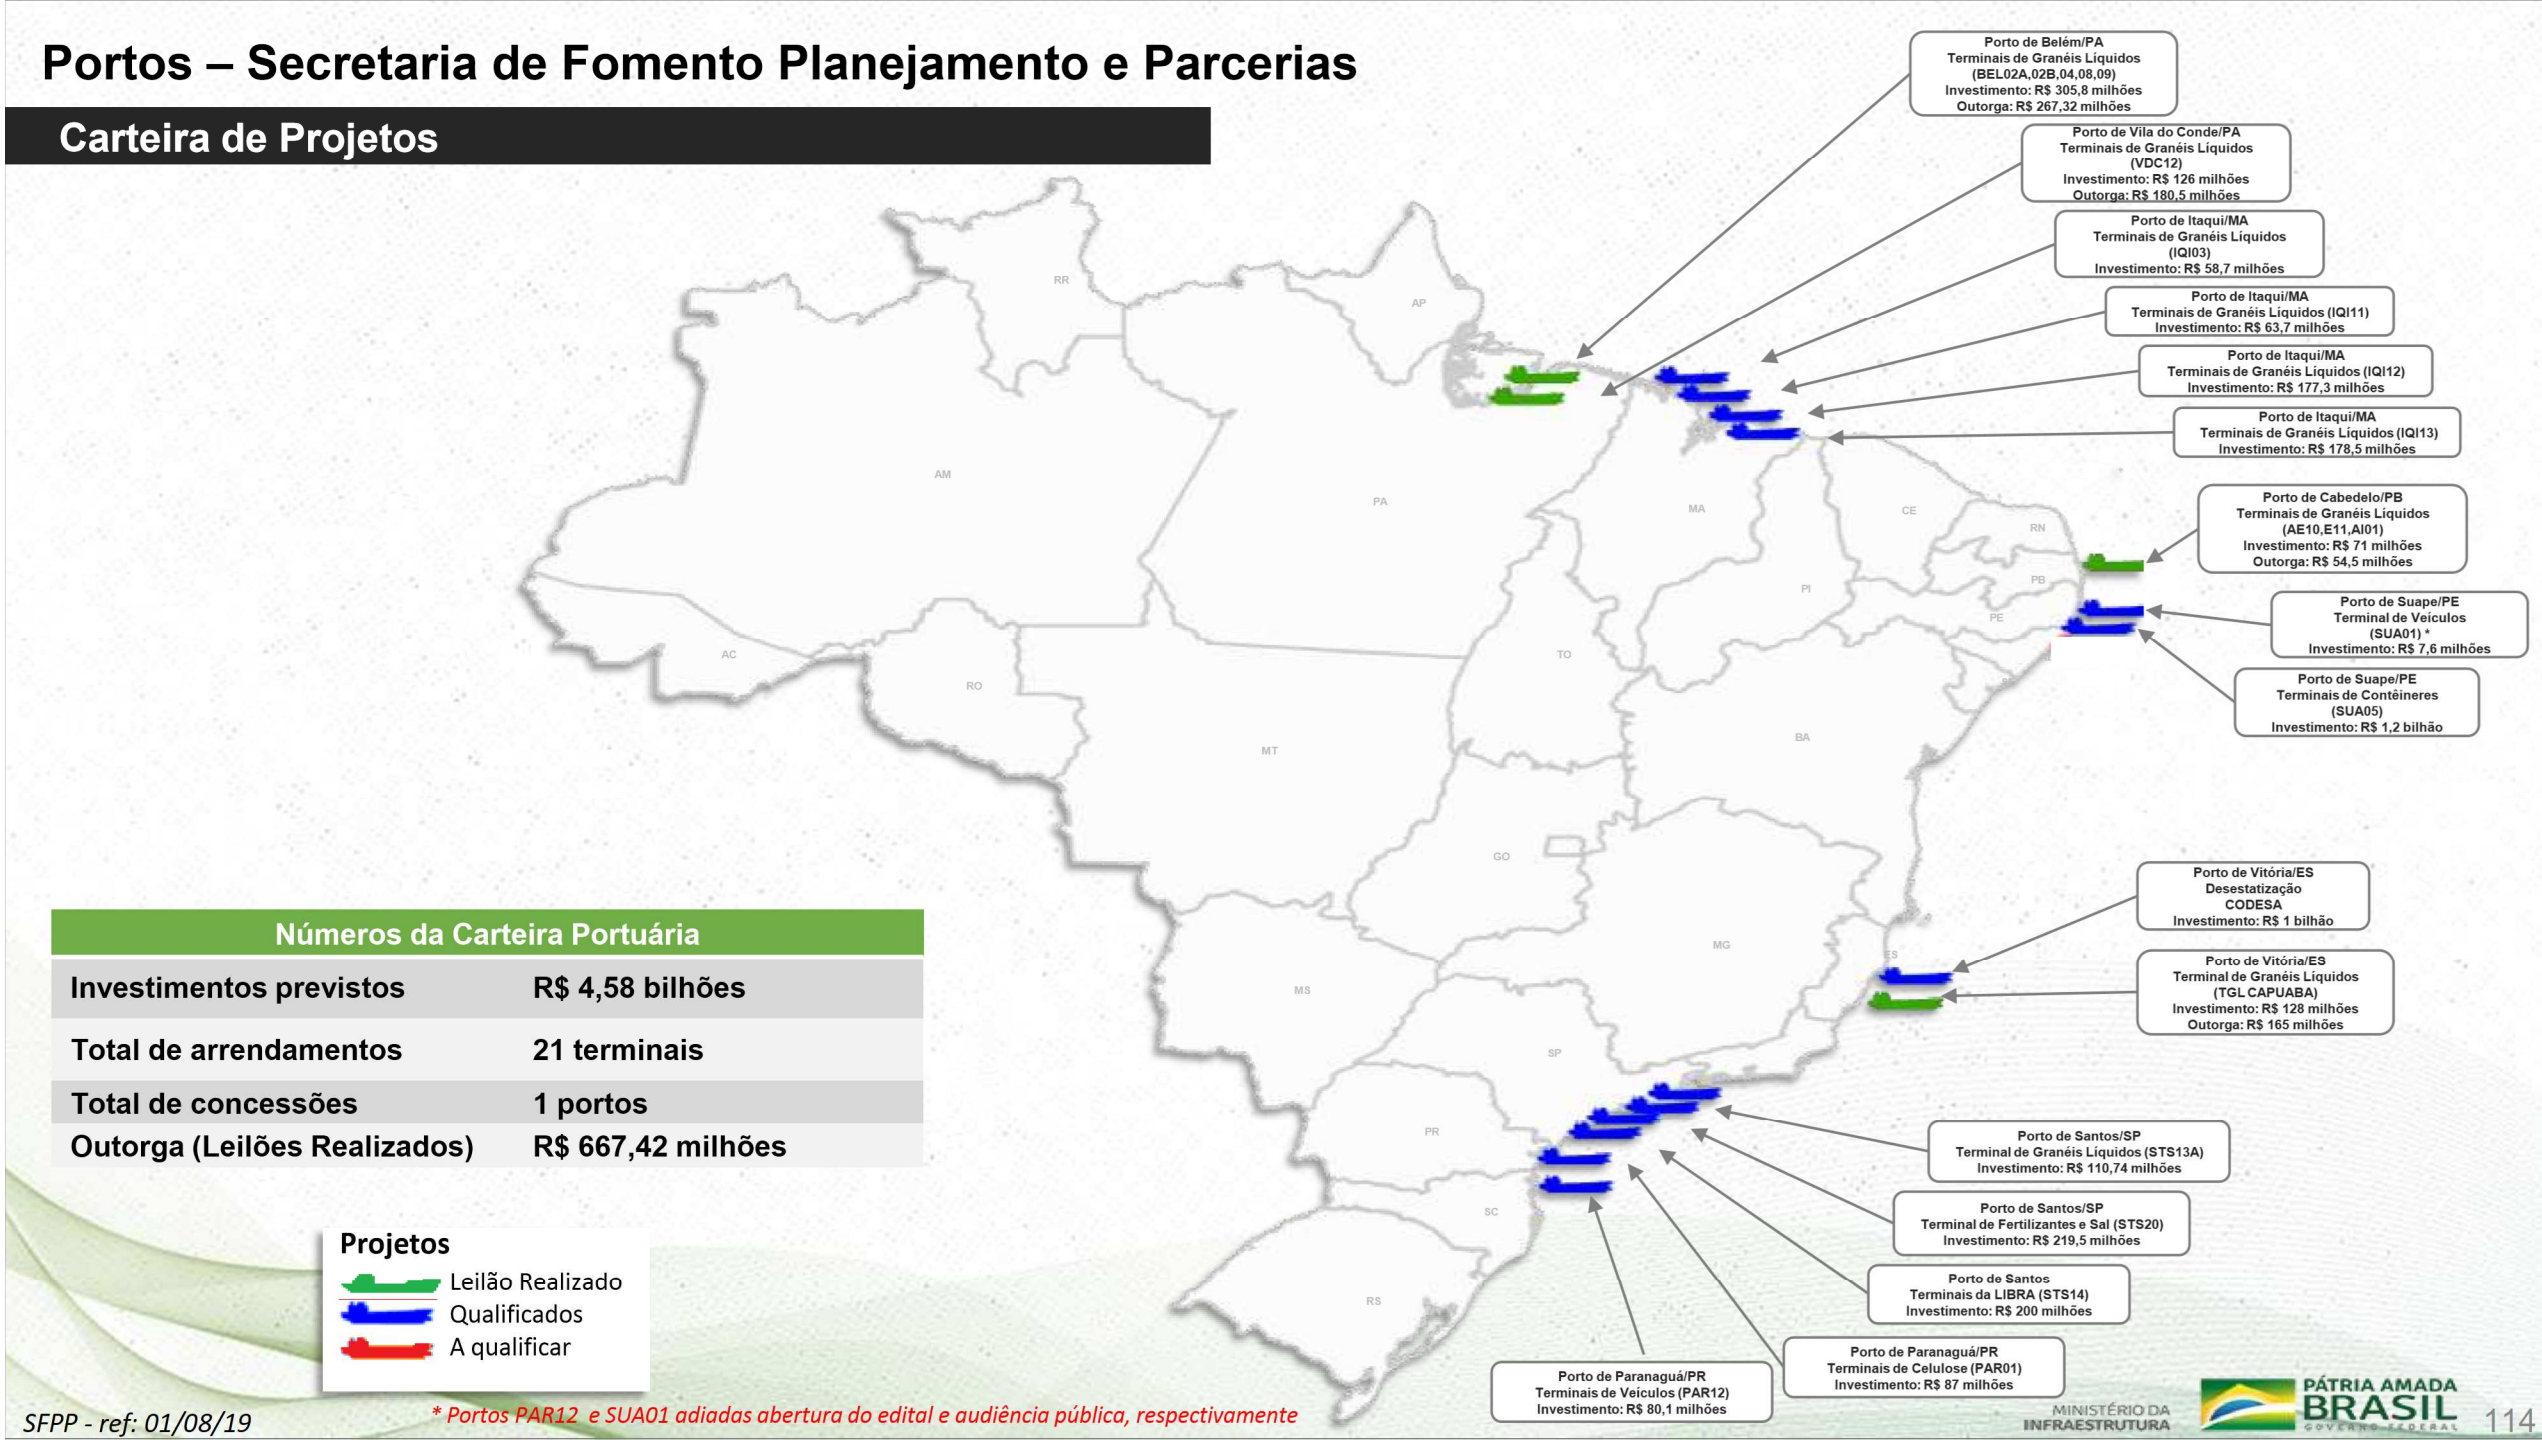 Portos – Secretaria de Fomento Planejamento e Parcerias
Carteira de Projetos
Porto de Belém/PA
Terminais de Granéis Líquidos
(BEL02A,02B,04,08,09)
Investimento: R$ 305,8 milhões
Outorga: R$ 267,32 milhões
Porto de Vila do Conde/PA
Terminais de Granéis Líquidos
(VDC12)
Investimento: R$ 126 milhões
Outorga: R$ 180,5 milhões
Porto de Itaqui/MA
Terminais de Granéis Líquidos
(IQI03)
Investimento: R$ 58,7 milhões
Porto de Itaqui/MA
Terminais de Granéis Líquidos (IQI11)
Investimento: R$ 63,7 milhões
Porto de Itaqui/MA
Terminais de Granéis Líquidos (IQI12)
Investimento: R$ 177,3 milhões
Porto de Itaqui/MA
Terminais de Granéis Líquidos (IQI13)
Investimento: R$ 178,5 milhões
Porto de Cabedelo/PB
Terminais de Granéis Líquidos
(AE10,E11,AI01)
Investimento: R$ 71 milhões
Outorga: R$ 54,5 milhões
Porto de Suape/PE
Terminal de Veículos
(SUA01) *
Investimento: R$ 7,6 milhões
Porto de Suape/PE
Terminais de Contêineres
(SUA05)
Investimento: R$ 1,2 bilhão
Porto de Vitória/ES
Desestatização
CODESA
Investimento: R$ 1 bilhão
Porto de Vitória/ES
Terminal de Granéis Líquidos
(TGL CAPUABA)
Investimento: R$ 128 milhões
Outorga: R$ 165 milhões
Porto de Santos/SP
Terminal de Granéis Líquidos (STS13A)
Investimento: R$ 110,74 milhões
Porto de Santos/SP
Terminal de Fertilizantes e Sal (STS20)
Investimento: R$ 219,5 milhões
Porto de Santos
Terminais da LIBRA (STS14)
Investimento: R$ 200 milhões
Porto de Paranaguá/PR
Terminais de Celulose (PAR01)
Investimento: R$ 87 milhões
Porto de Paranaguá/PR
Terminais de Veículos (PAR12)
Investimento: R$ 80,1 milhões
RR
AP
AM
PA
MA
CE
RN
PB
PI
PE
AC
RO
TO
MT
BA
GO
MG
ES
MS
SP
PR
SC
RS
Números da Carteira Portuária
Investimentos previstos R$ 4,58 bilhões
Total de arrendamentos 21 terminais
Total de concessões 1 portos
Outorga (Leilões Realizados) R$ 667,42 milhões
Projetos
Leilão Realizado
Qualificados
A qualificar
* Portos PAR12 e SUA01 adiadas abertura do edital e audiência pública, respectivamente
SFPP - ref: 01/08/19
MINISTÉRIO DA
INFRAESTRUTURA
PÁTRIA AMADA
BRASIL
GOVERNO FEDERAL
114